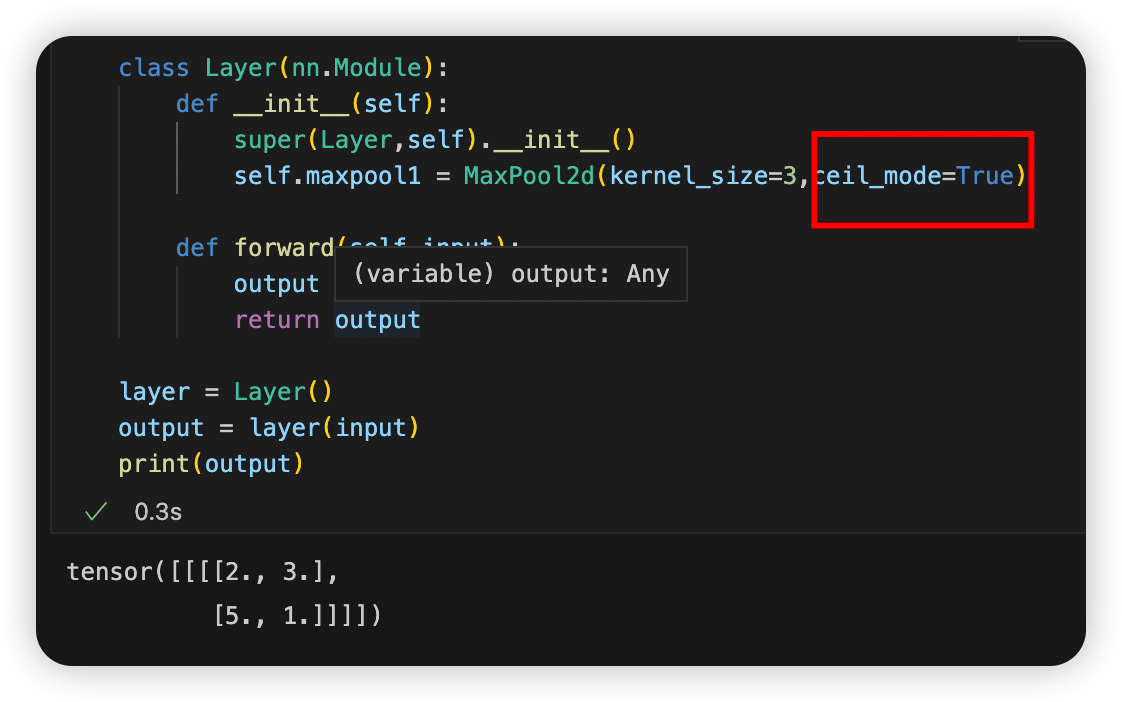 class Layer(nn.Module):
def __init__(self):
super(Layer,self).__init__()
self.maxpool1 = MaxPool2d(kernel_size=3,ceil_mode=True)
def forward(self,input):
(variable) output: Any
output
return output
layer = Layer()
output = layer(input)
print(output)
0.3s
tensor([[[[2., 3.],
[5., 1.]]]])